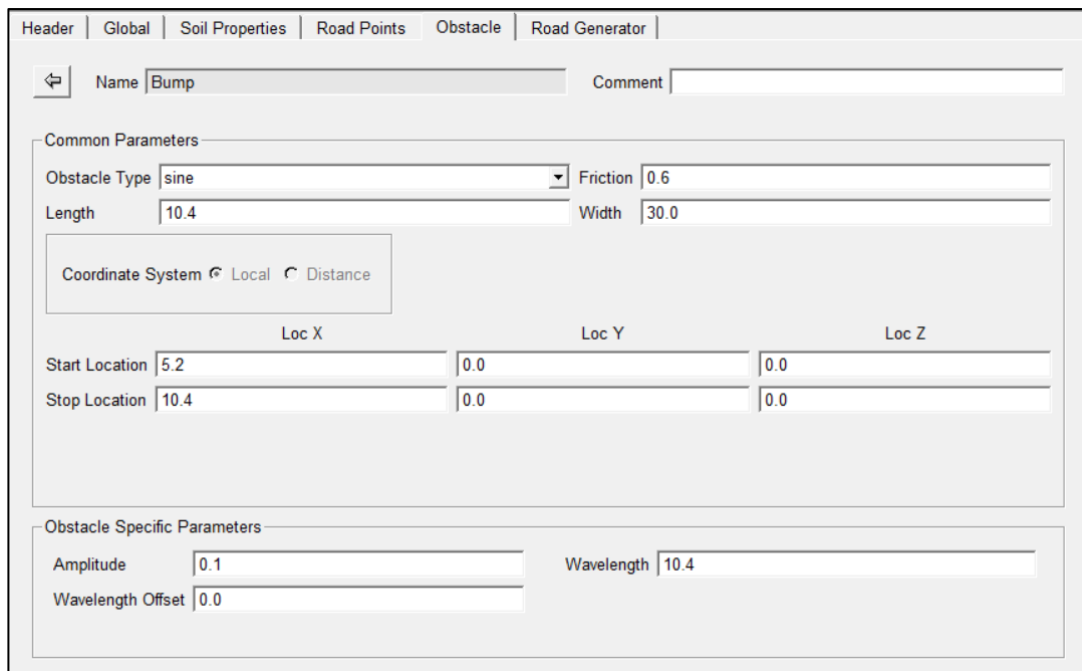 Header | Global | Soil Properties | Road Points | Obstacle | Road Generator
Name Bump Comment
Common Parameters
Obstacle Type sine Friction 0.6
Length 10.4 Width 30.0
Coordinate System Local Distance
Loc X Loc Y Loc Z
Start Location 5.2 0.0 0.0
Stop Location 10.4 0.0 0.0
Obstacle Specific Parameters
Amplitude 0.1 Wavelength 10.4
Wavelength Offset 0.0